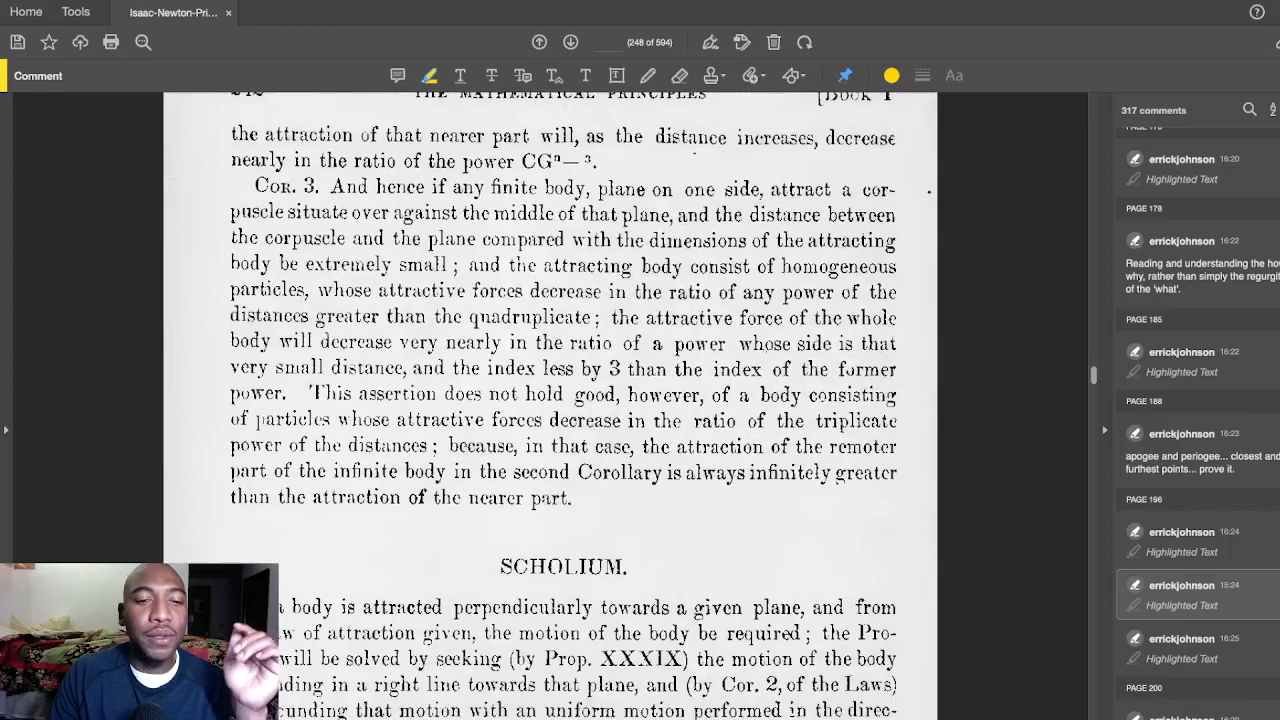 Home
Tools
Isaac-Newton-Pri...
×
?
(248 of 594)
Comment
Aa
THE MATHEMATICAL PRINCIPLES [BOOK I
the attraction of that nearer part will, as the distance increases, decrease
nearly in the ratio of the power CGⁿ— ³.
COR. 3. And hence if any finite body, plane on one side, attract a cor-
puscle situate over against the middle of that plane, and the distance between
the corpuscle and the plane compared with the dimensions of the attracting
body be extremely small ; and the attracting body consist of homogeneous
particles, whose attractive forces decrease in the ratio of any power of the
distances greater than the quadruplicate ; the attractive force of the whole
body will decrease very nearly in the ratio of a power whose side is that
very small distance, and the index less by 3 than the index of the former
power. This assertion does not hold good, however, of a body consisting
of particles whose attractive forces decrease in the ratio of the triplicate
power of the distances ; because, in that case, the attraction of the remoter
part of the infinite body in the second Corollary is always infinitely greater
than the attraction of the nearer part.
SCHOLIUM.
body is attracted perpendicularly towards a given plane, and from
of attraction given, the motion of the body be required ; the Pro-
will be solved by seeking (by Prop. XXXIX) the motion of the body
in a right line towards that plane, and (by Cor. 2, of the Laws)
that motion with an uniform motion performed in the direc-
317 comments
errickjohnson 16:20
Highlighted Text
PAGE 178
errickjohnson 16:22
Reading and understanding the
why, rather than simply the
of the 'what'.
PAGE 185
errickjohnson 16:22
Highlighted Text
PAGE 188
errickjohnson 16:23
apogee and periogee... closest and
furthest points... prove it.
PAGE 196
errickjohnson 16:24
Highlighted Text
errickjohnson 15:24
Highlighted Text
errickjohnson 16:25
Highlighted Text
PAGE 200